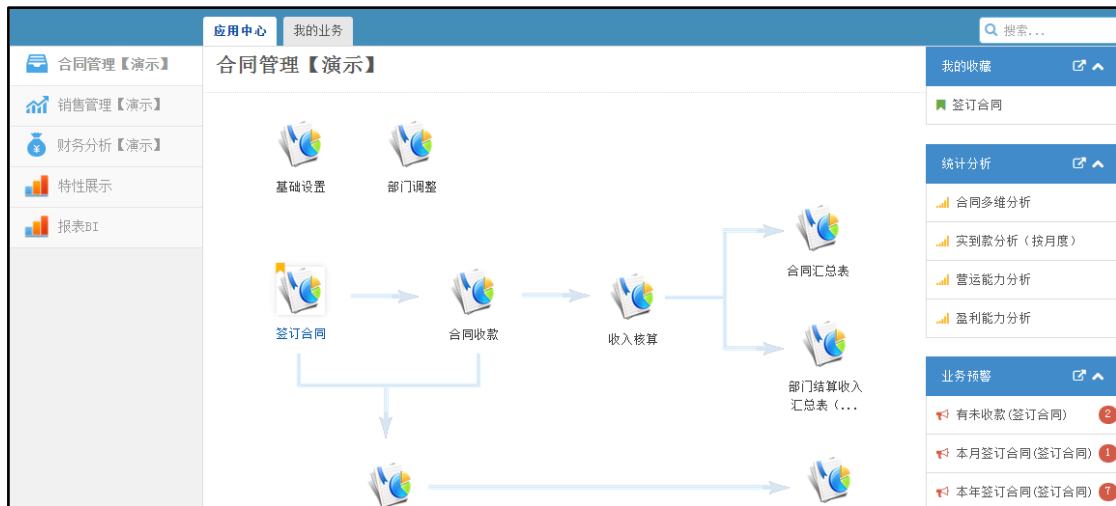 应用中心
我的业务
搜索...
合同管理【演示】
销售管理【演示】
财务分析【演示】
特性展示
报表BI
合同管理【演示】
基础设置
部门调整
签订合同
合同收款
收入核算
合同汇总表
部门结算收入
汇总表（...
我的收藏
签订合同
统计分析
合同多维分析
实到款分析（按月度）
营运能力分析
盈利能力分析
业务预警
有未收款(签订合同) 2
本月签订合同(签订合同) 1
本年签订合同(签订合同) 7